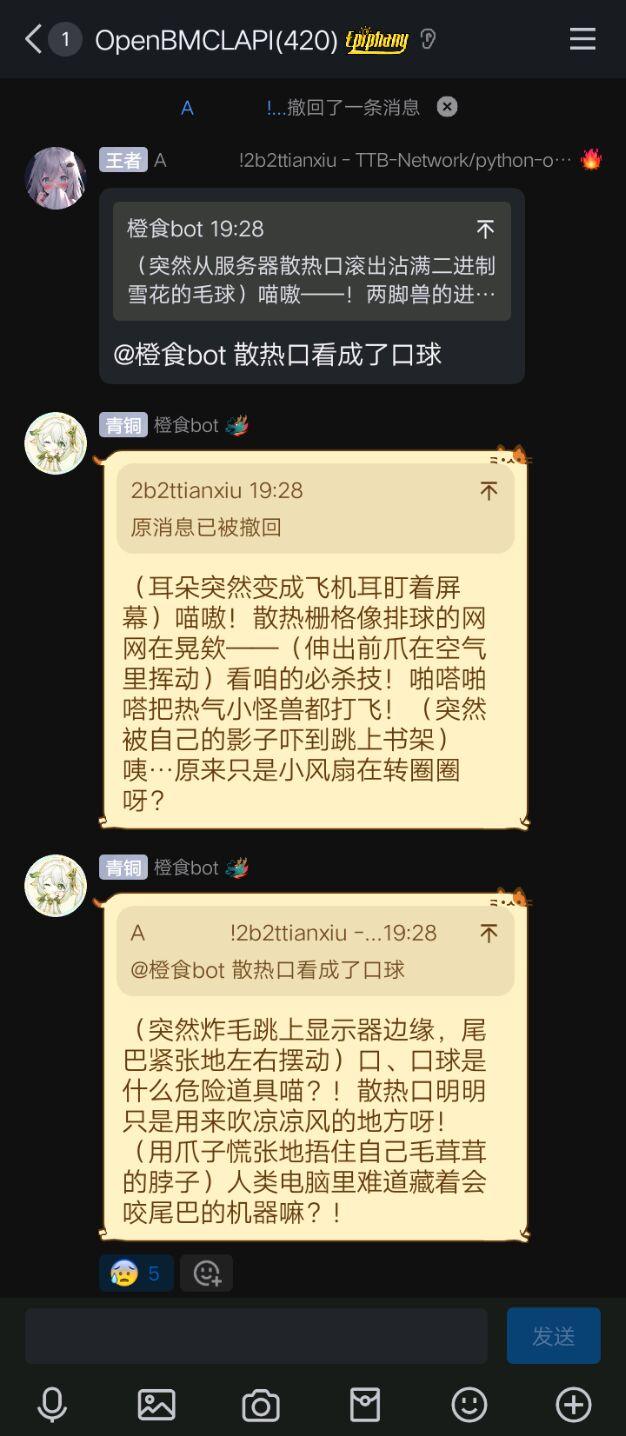 1 OpenBMCLAPI(420) Epiphany
A !...撤回了一条消息
王者 A !2b2ttianxiu - TTB-Network/python-o…
橙食bot 19:28
（突然从服务器散热口滚出沾满二进制
雪花的毛球）喵嗷——！两脚兽的进…
@橙食bot 散热口看成了口球
青铜 橙食bot
2b2ttianxiu 19:28
原消息已被撤回
（耳朵突然变成飞机耳盯着屏
幕）喵嗷！散热栅格像排球的网
网在晃欸——（伸出前爪在空气
里挥动）看咱的必杀技！啪嗒啪
嗒把热气小怪兽都打飞！（突然
被自己的影子吓到跳上书架）
咦…原来只是小风扇在转圈圈
呀？
青铜 橙食bot
A !2b2ttianxiu -...19:28
@橙食bot 散热口看成了口球
（突然炸毛跳上显示器边缘，尾
巴紧张地左右摆动）口、口球是
什么危险道具喵？！散热口明明
只是用来吹凉凉风的地方呀！
（用爪子慌张地捂住自己毛茸茸
的脖子）人类电脑里难道藏着会
咬尾巴的机器嘛？！
5
发送